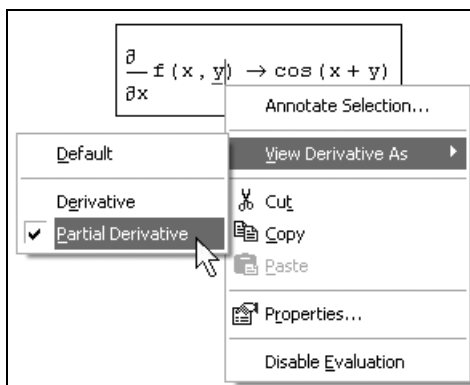 ∂
∂x
f(x, y) → cos(x + y)
Annotate Selection...
View Derivative As
Default
Derivative
Partial Derivative
Cut
Copy
Paste
Properties...
Disable Evaluation